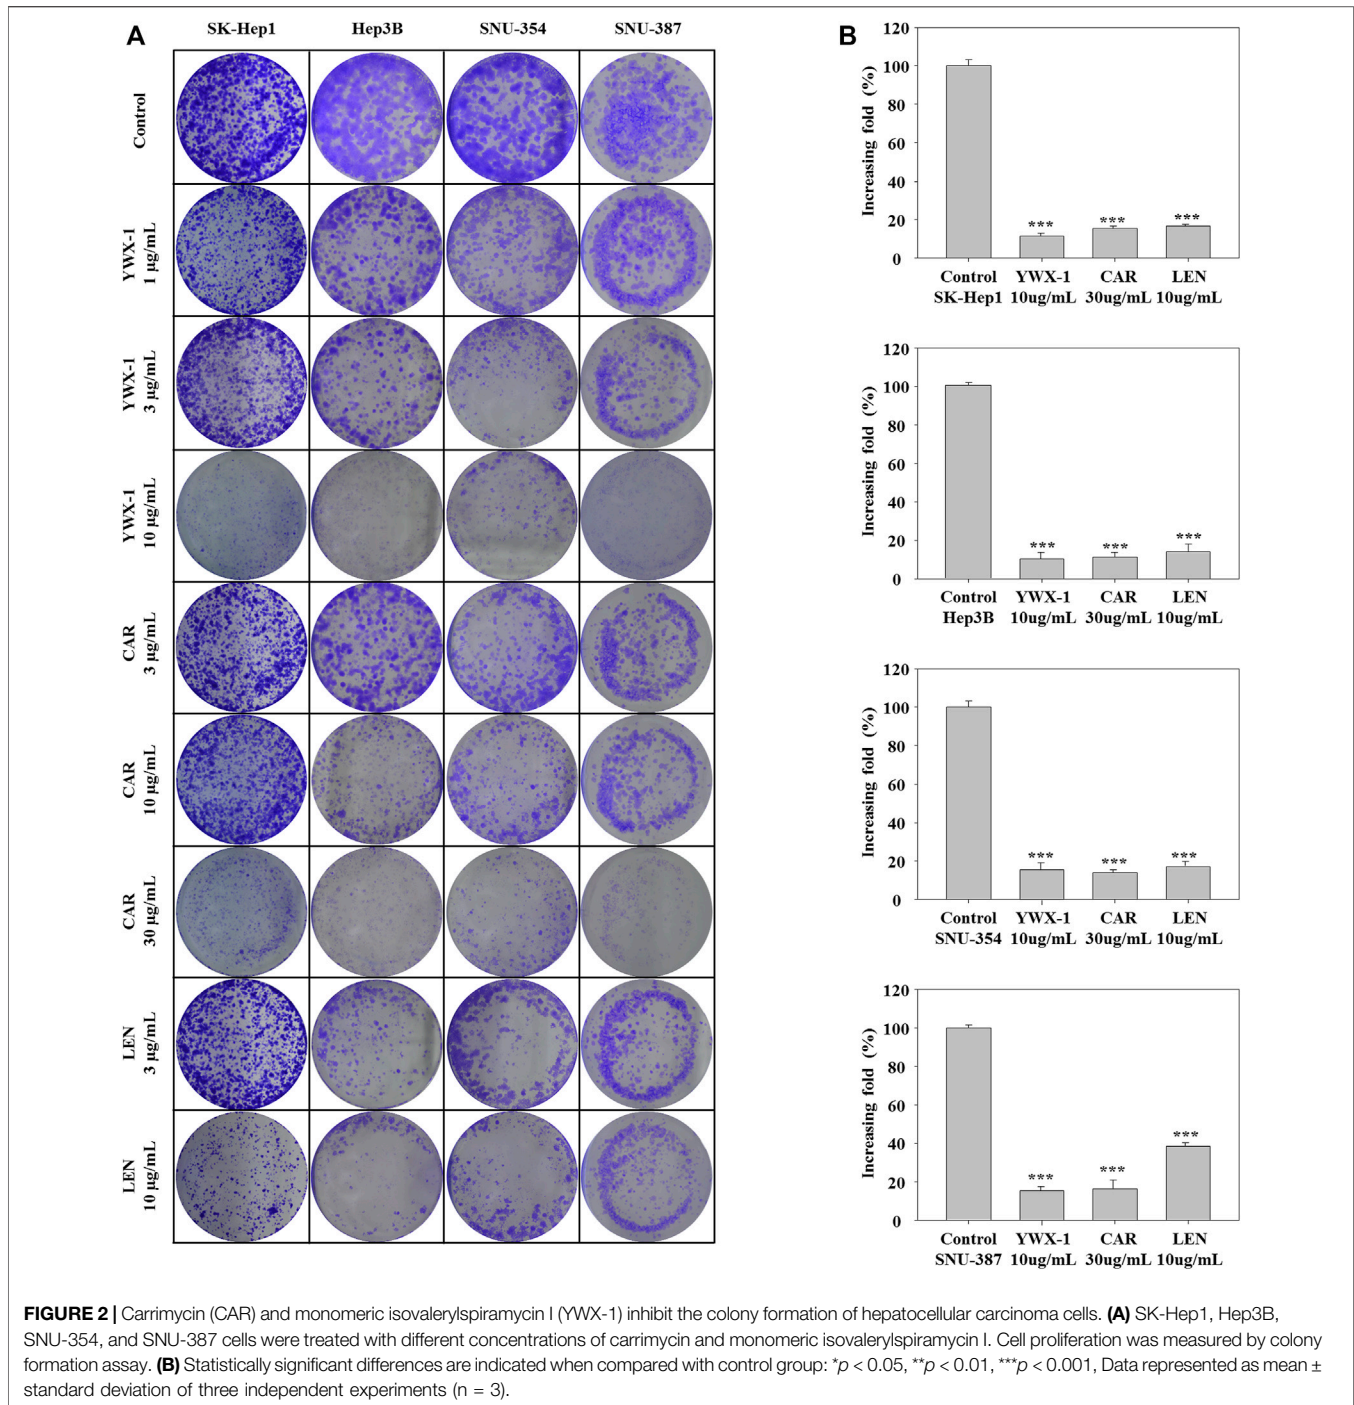 A
SK-Hep1
Hep3B
SNU-354
SNU-387
Control
YWX-1
1 µg/mL
YWX-1
3 µg/mL
YWX-1
10 µg/mL
CAR
3 µg/mL
CAR
10 µg/mL
CAR
30 µg/mL
LEN
3 µg/mL
LEN
10 µg/mL
B
Increasing fold (%)
120
100
80
60
40
20
0
*** *** ***
Control YWX-1 CAR LEN
SK-Hep1 10ug/mL 30ug/mL 10ug/mL
Increasing fold (%)
120
100
80
60
40
20
0
*** *** ***
Control YWX-1 CAR LEN
Hep3B 10ug/mL 30ug/mL 10ug/mL
Increasing fold (%)
120
100
80
60
40
20
0
*** *** ***
Control YWX-1 CAR LEN
SNU-354 10ug/mL 30ug/mL 10ug/mL
Increasing fold (%)
120
100
80
60
40
20
0
*** *** ***
Control YWX-1 CAR LEN
SNU-387 10ug/mL 30ug/mL 10ug/mL
FIGURE 2 | Carrimycin (CAR) and monomeric isovalerylspiramycin I (YWX-1) inhibit the colony formation of hepatocellular carcinoma cells. (A) SK-Hep1, Hep3B,
SNU-354, and SNU-387 cells were treated with different concentrations of carrimycin and monomeric isovalerylspiramycin I. Cell proliferation was measured by colony
formation assay. (B) Statistically significant differences are indicated when compared with control group: *p < 0.05, **p < 0.01, ***p < 0.001, Data represented as mean ±
standard deviation of three independent experiments (n = 3).